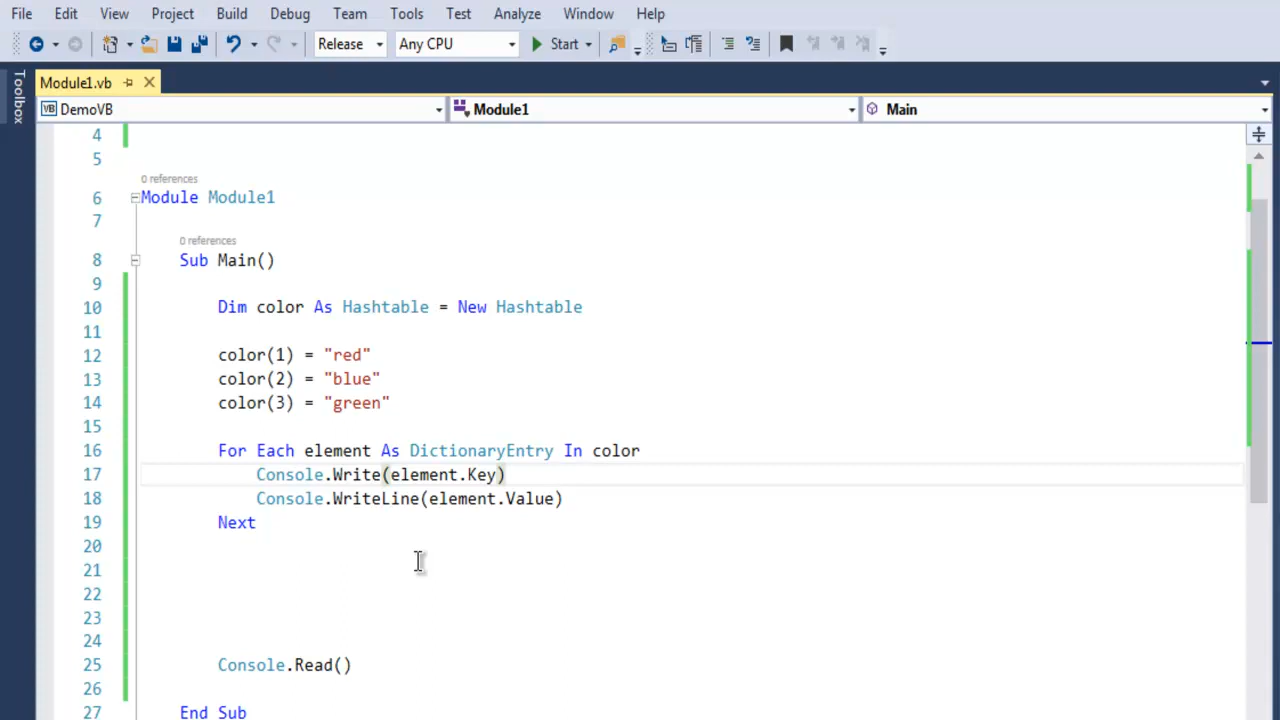 File Edit View Project Build Debug Team Tools Test Analyze Window Help
Release Any CPU Start
Toolbox
Module1.vb
VB DemoVB Module1 Main
4
5
0 references
6 Module Module1
7
0 references
8 Sub Main()
9
10 Dim color As Hashtable = New Hashtable
11
12 color(1) = "red"
13 color(2) = "blue"
14 color(3) = "green"
15
16 For Each element As DictionaryEntry In color
17 Console.Write(element.Key)
18 Console.WriteLine(element.Value)
19 Next
20
21
22
23
24
25 Console.Read()
26
27 End Sub